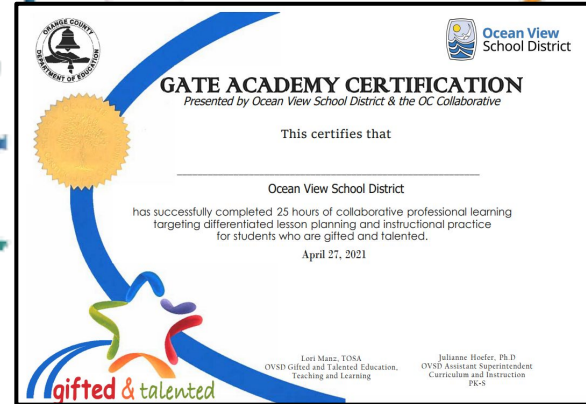 ORANGE COUNTY
DEPARTMENT OF EDUCATION
Ocean View
School District
GATE ACADEMY CERTIFICATION
Presented by Ocean View School District & the OC Collaborative
This certifies that
Ocean View School District
has successfully completed 25 hours of collaborative professional learning
targeting differentiated lesson planning and instructional practice
for students who are gifted and talented.
April 27, 2021
Lori Manz, TOSA
OVSD Gifted and Talented Education,
Teaching and Learning
Julianne Hoefer, Ph.D
OVSD Assistant Superintendent
Curriculum and Instruction
PK-8
gifted & talented